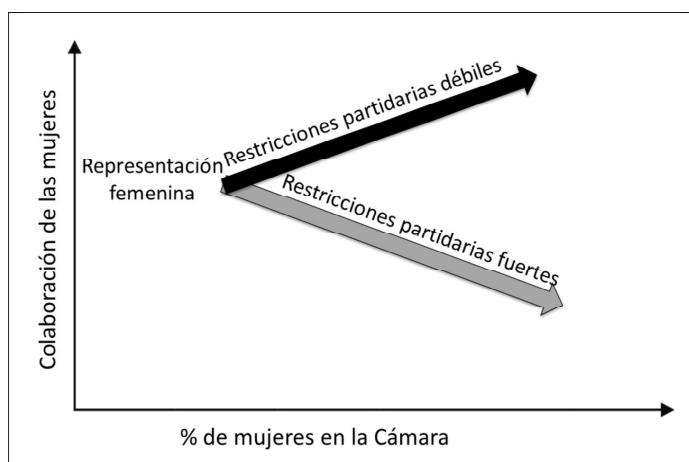 Colaboración de las mujeres
Representación
femenina
Restricciones partidarias débiles
Restricciones partidarias fuertes
% de mujeres en la Cámara